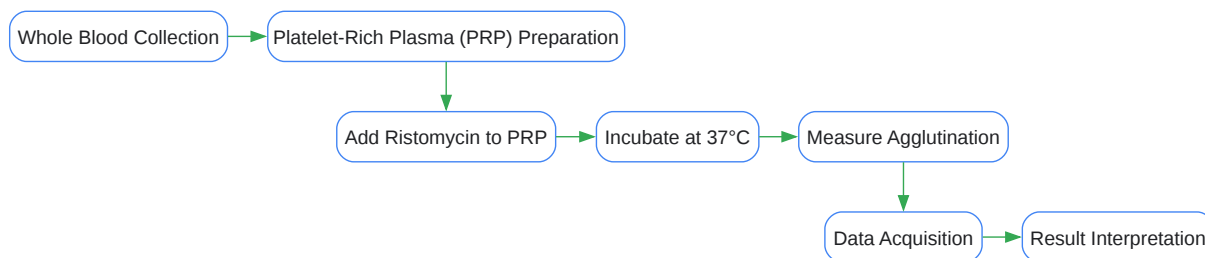 Whole Blood Collection
Platelet-Rich Plasma (PRP) Preparation
Add Ristomycin to PRP
Incubate at 37°C
Measure Agglutination
Data Acquisition
Result Interpretation